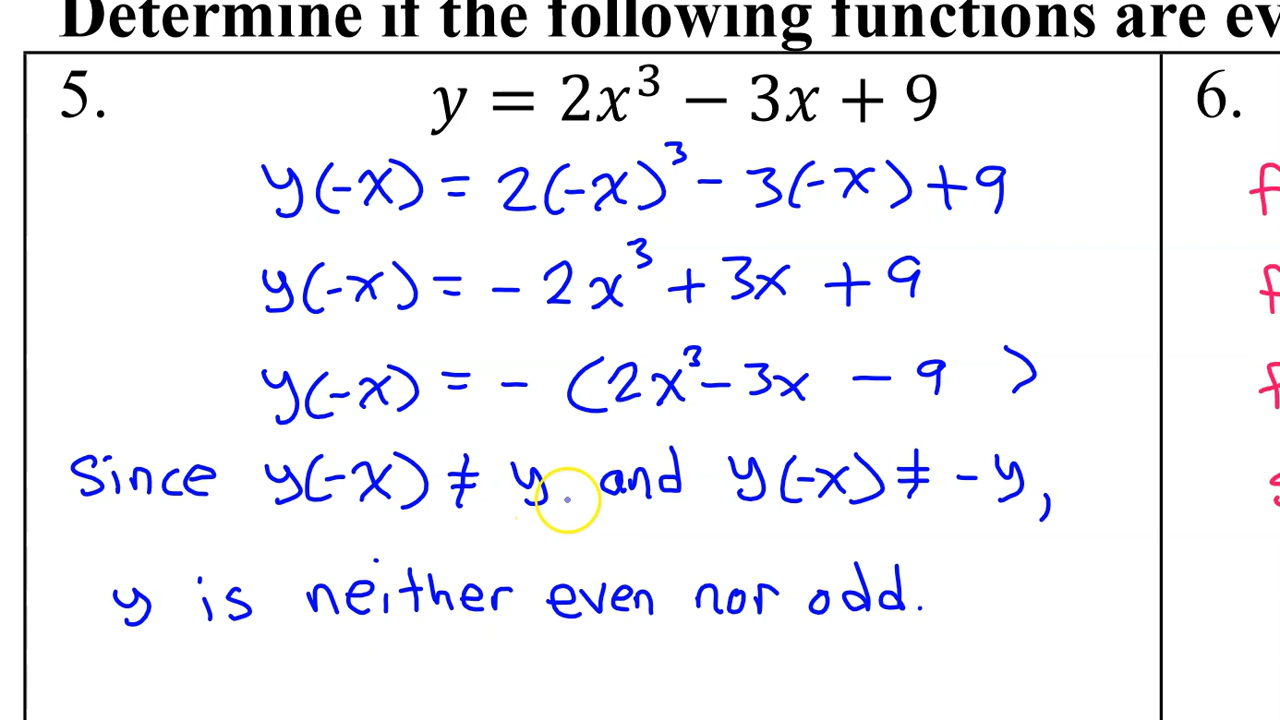 Determine if the following functions are ev
5.
y = 2x³ − 3x + 9
y(-x) = 2(-x)³ - 3(-x) + 9
y(-x) = - 2x³ + 3x + 9
y(-x) = - (2x³ - 3x - 9 )
Since y(-x) ≠ y and y(-x) ≠ - y,
y is neither even nor odd.
6.
f
f
f